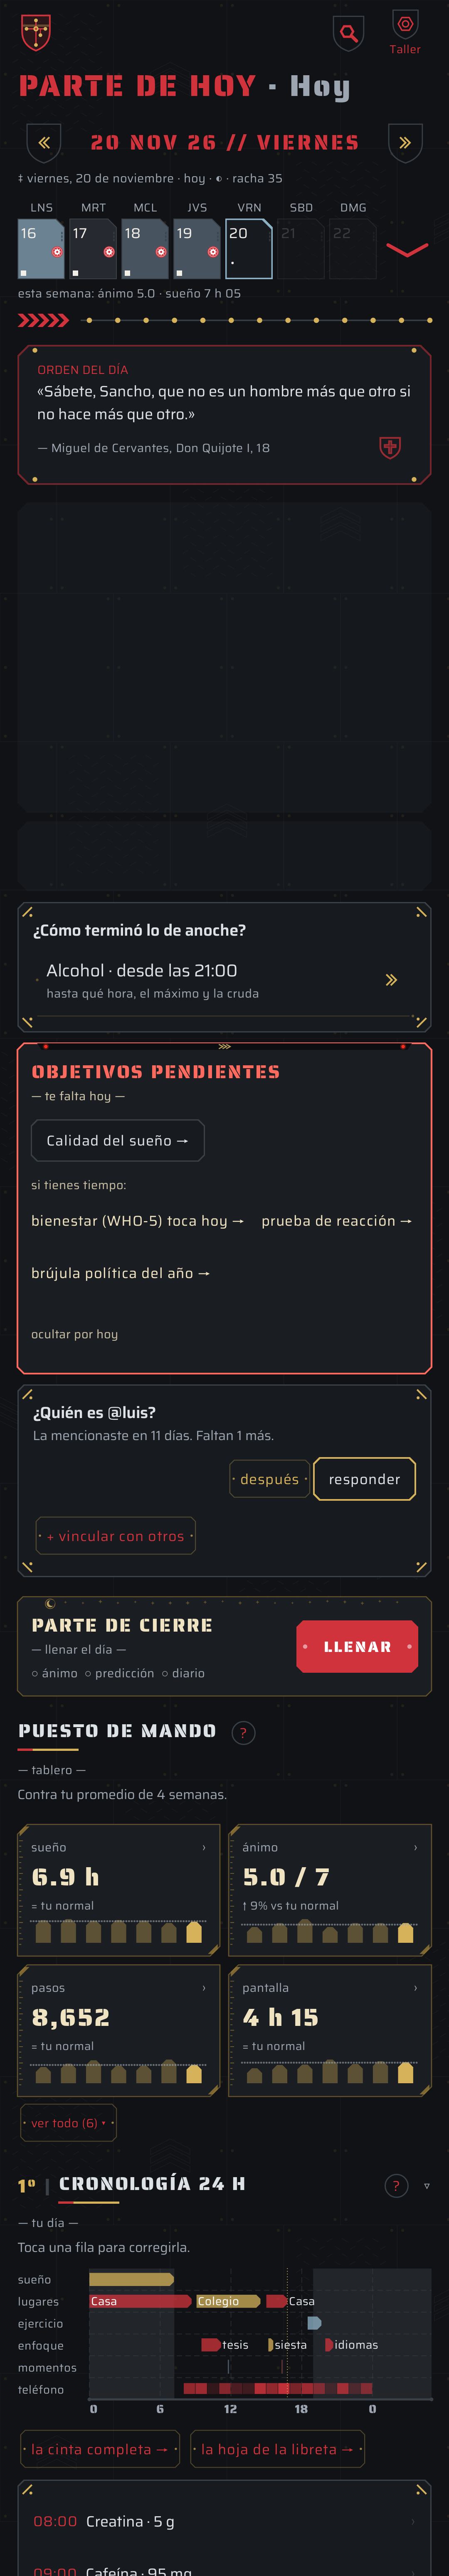 Taller
PARTE DE HOY · Hoy
« 20 NOV 26 // VIERNES »
‡ viernes, 20 de noviembre · hoy · ◐ · racha 35
LNS MRT MCL JVS VRN SBD DMG
16 17 18 19 20 21 22
esta semana: ánimo 5.0 · sueño 7 h 05
ORDEN DEL DÍA
«Sábete, Sancho, que no es un hombre más que otro si
no hace más que otro.»
— Miguel de Cervantes, Don Quijote I, 18
¿Cómo terminó lo de anoche?
Alcohol · desde las 21:00 »
hasta qué hora, el máximo y la cruda
OBJETIVOS PENDIENTES
— te falta hoy —
Calidad del sueño →
si tienes tiempo:
bienestar (WHO-5) toca hoy → prueba de reacción →
brújula política del año →
ocultar por hoy
¿Quién es @luis?
La mencionaste en 11 días. Faltan 1 más.
después responder
+ vincular con otros
PARTE DE CIERRE
— llenar el día —
○ ánimo ○ predicción ○ diario
LLENAR
PUESTO DE MANDO ?
— tablero —
Contra tu promedio de 4 semanas.
sueño ›
6.9 h
= tu normal
ánimo ›
5.0 / 7
↑ 9% vs tu normal
pasos ›
8,652
= tu normal
pantalla ›
4 h 15
= tu normal
ver todo (6) ▾
1º | CRONOLOGÍA 24 H ? ▿
— tu día —
Toca una fila para corregirla.
sueño
lugares Casa Colegio Casa
ejercicio
enfoque tesis siesta idiomas
momentos
teléfono
0 6 12 18 0
la cinta completa → la hoja de la libreta →
08:00 Creatina · 5 g ›
09:00 Cafeína · 95 mg ›